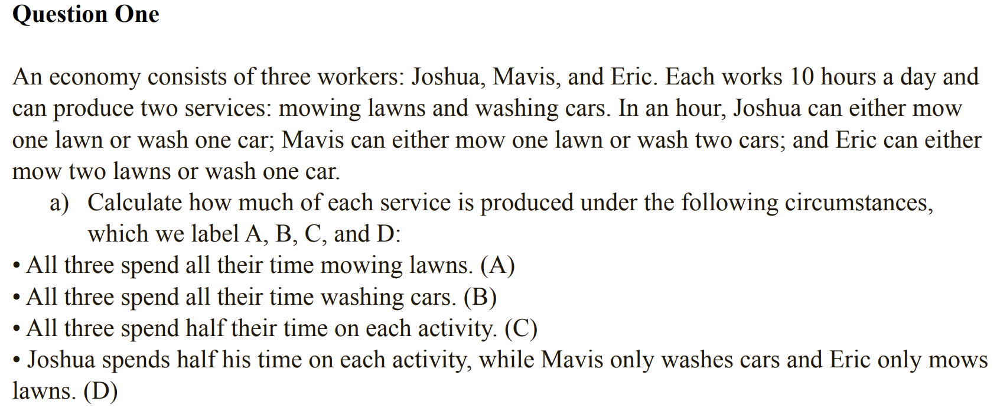 Question One
An economy consists of three workers: Joshua, Mavis, and Eric. Each works 10 hours a day and
can produce two services: mowing lawns and washing cars. In an hour, Joshua can either mow
one lawn or wash one car; Mavis can either mow one lawn or wash two cars; and Eric can either
mow two lawns or wash one car.
a) Calculate how much of each service is produced under the following circumstances,
which we label A, B, C, and D:
• All three spend all their time mowing lawns. (A)
• All three spend all their time washing cars. (B)
• All three spend half their time on each activity. (C)
• Joshua spends half his time on each activity, while Mavis only washes cars and Eric only mows
lawns. (D)